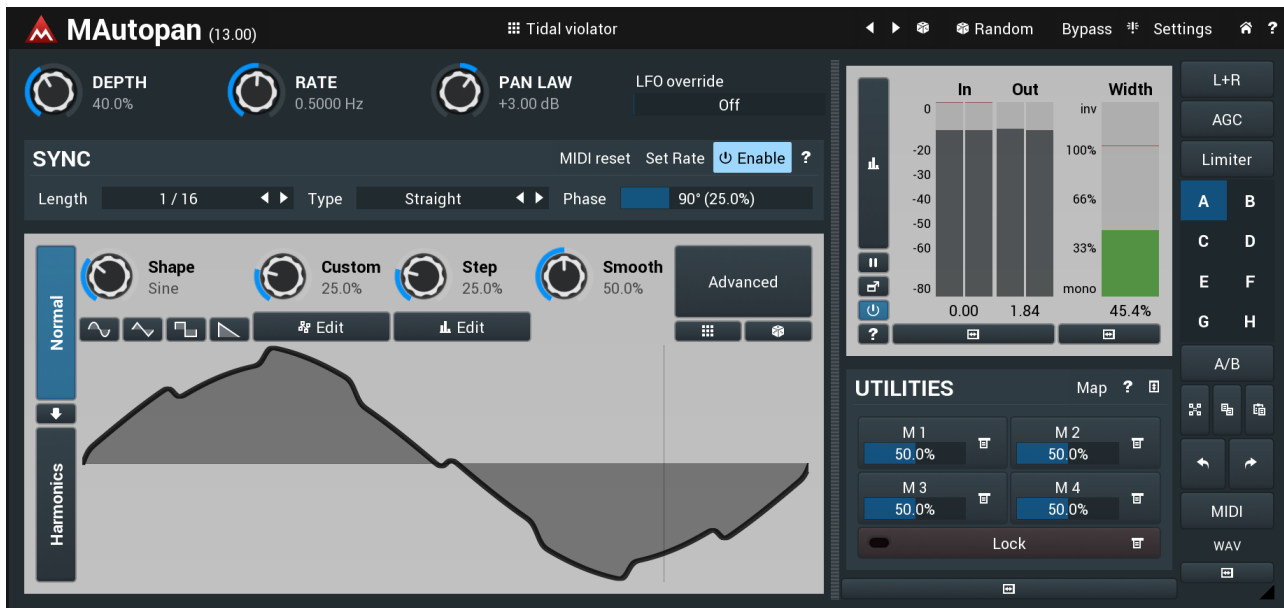 MAutopan (13.00) Tidal violator Random Bypass Settings ?
DEPTH
40.0%
RATE
0.5000 Hz
PAN LAW
+3.00 dB
LFO override
Off
SYNC MIDI reset Set Rate Enable ?
Length 1 / 16 Type Straight Phase 90° (25.0%)
Normal
Harmonics
Shape
Sine
Custom
25.0%
Step
25.0%
Smooth
50.0%
Advanced
Edit
Edit
In Out Width
0
-20
-30
-40
-50
-60
-80
inv
100%
66%
33%
mono
0.00 1.84 45.4%
?
UTILITIES Map ?
M 1
50.0%
M 2
50.0%
M 3
50.0%
M 4
50.0%
Lock
L+R
AGC
Limiter
A B
C D
E F
G H
A/B
MIDI
WAV